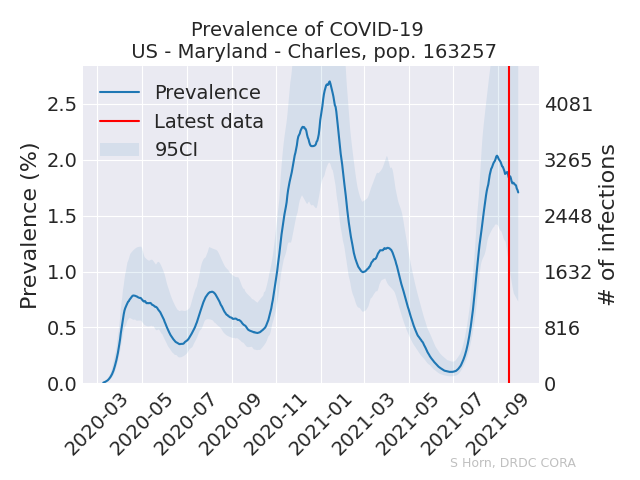 Prevalence of COVID-19
US - Maryland - Charles, pop. 163257
Prevalence
Latest data
95CI
Prevalence (%)
2.5
2.0
1.5
1.0
0.5
0.0
4081
3265
2448
1632
816
0
# of infections
2020-03
2020-05
2020-07
2020-09
2020-11
2021-01
2021-03
2021-05
2021-07
2021-09
S Horn, DRDC CORA